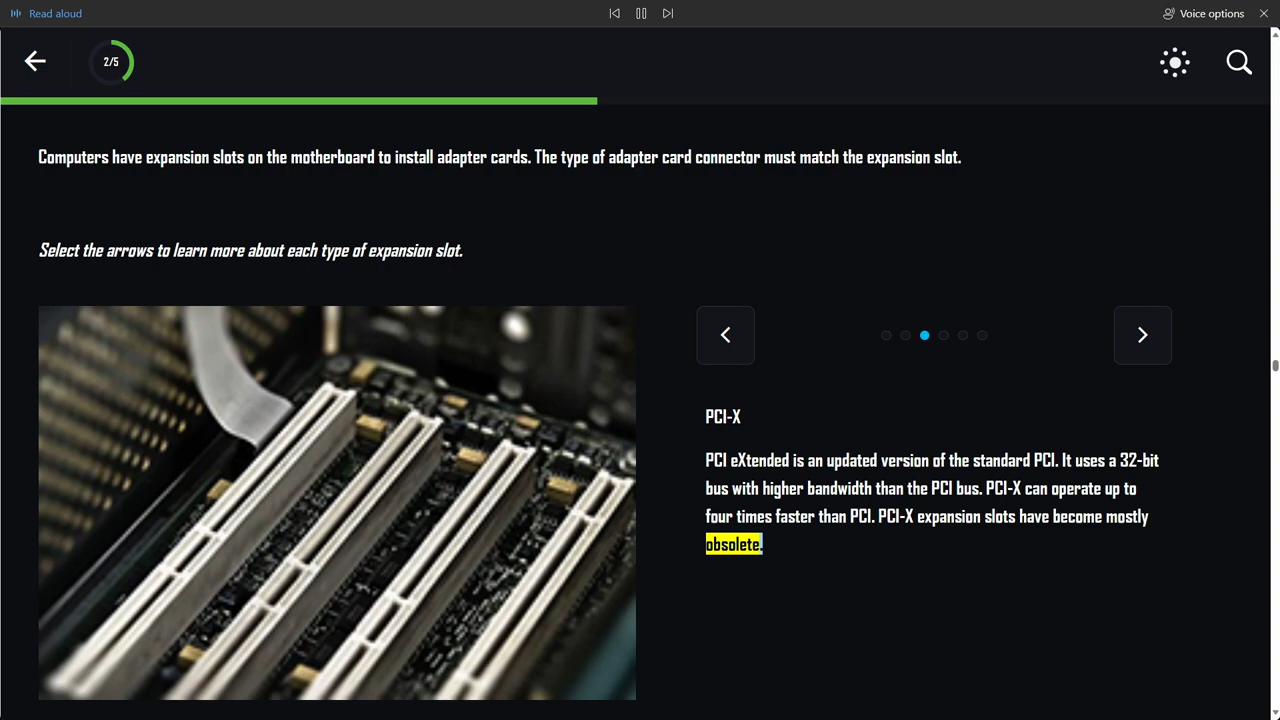 Read aloud
Voice options
2/5
Computers have expansion slots on the motherboard to install adapter cards. The type of adapter card connector must match the expansion slot.
Select the arrows to learn more about each type of expansion slot.
PCI-X
PCI eXtended is an updated version of the standard PCI. It uses a 32-bit
bus with higher bandwidth than the PCI bus. PCI-X can operate up to
four times faster than PCI. PCI-X expansion slots have become mostly
obsolete.